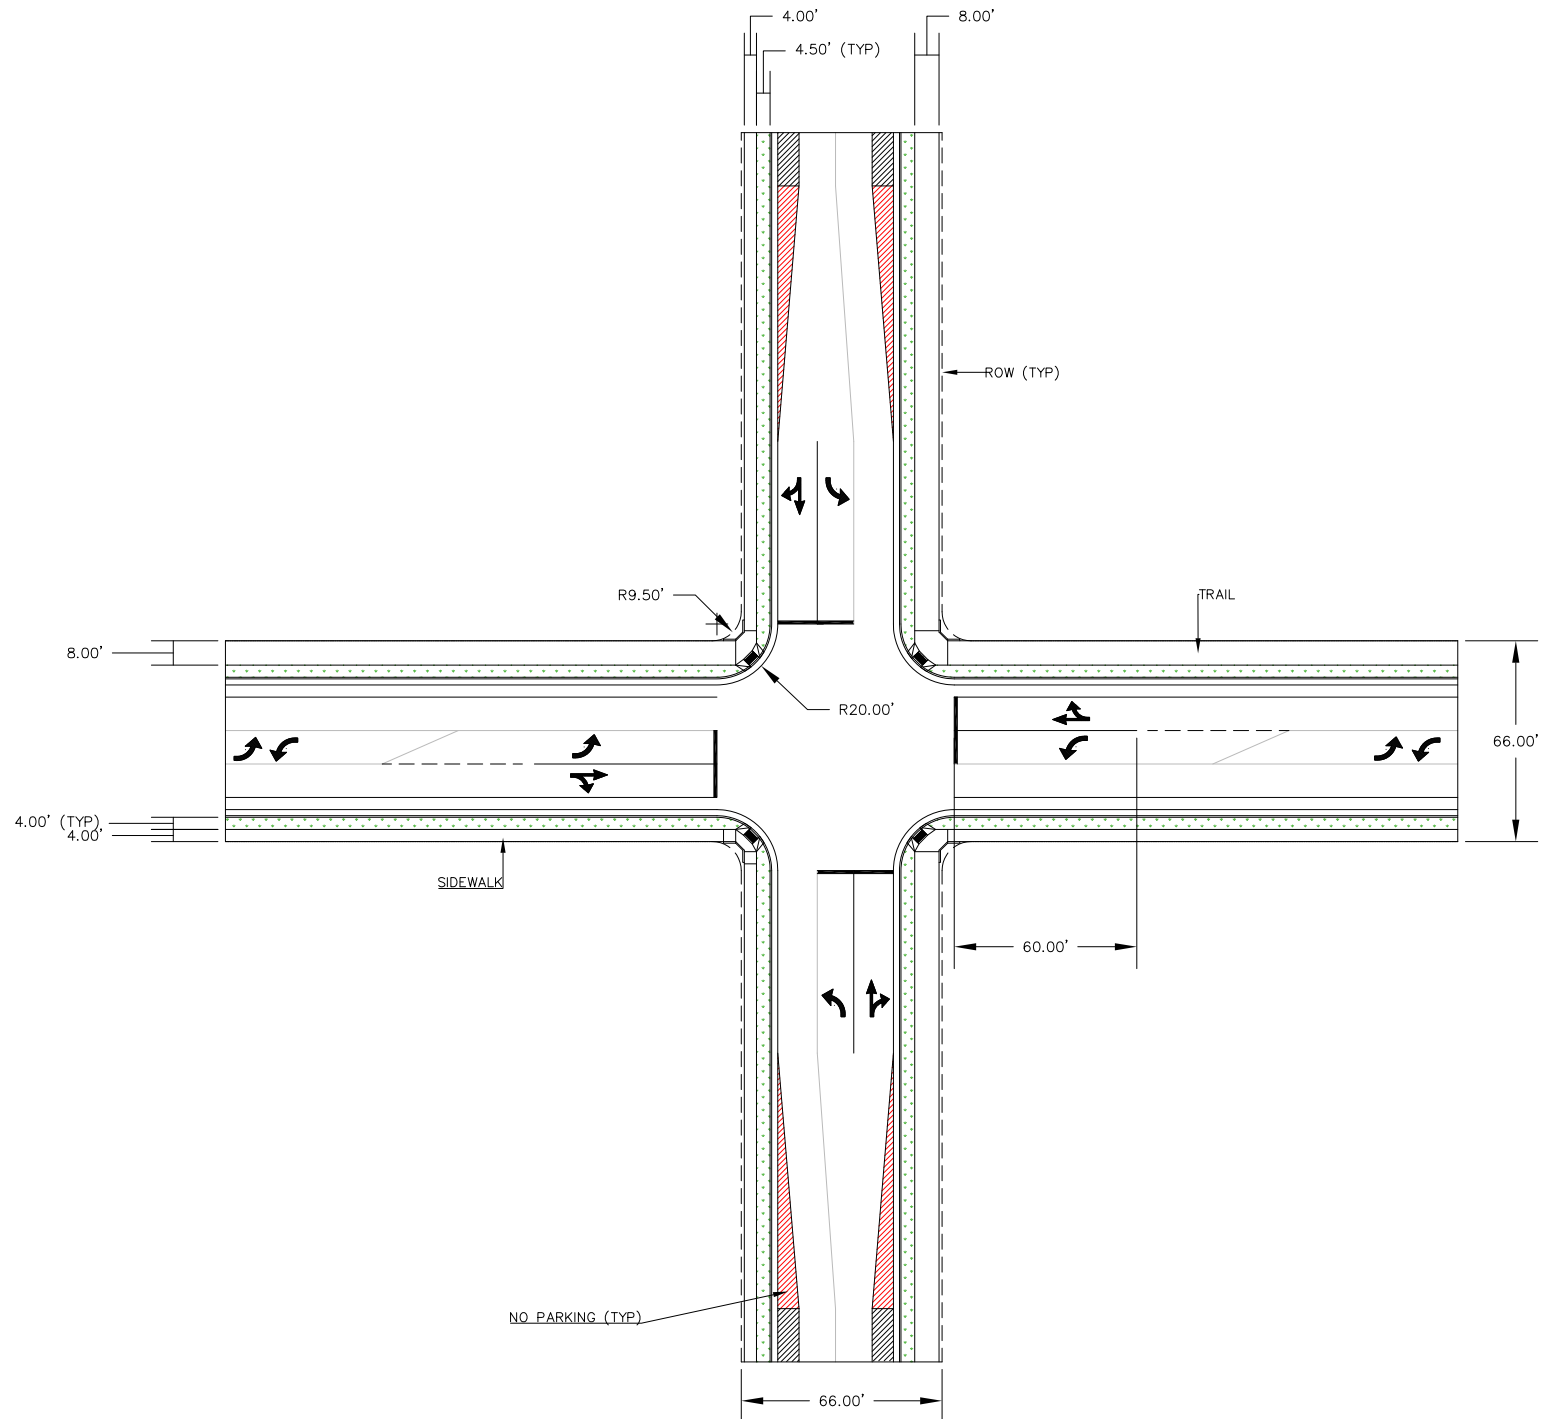 4.00'
8.00'
4.50' (TYP)
ROW (TYP)
R9.50'
TRAIL
8.00'
R20.00'
66.00'
4.00' (TYP)
4.00'
SIDEWALK
60.00'
NO PARKING (TYP)
66.00'